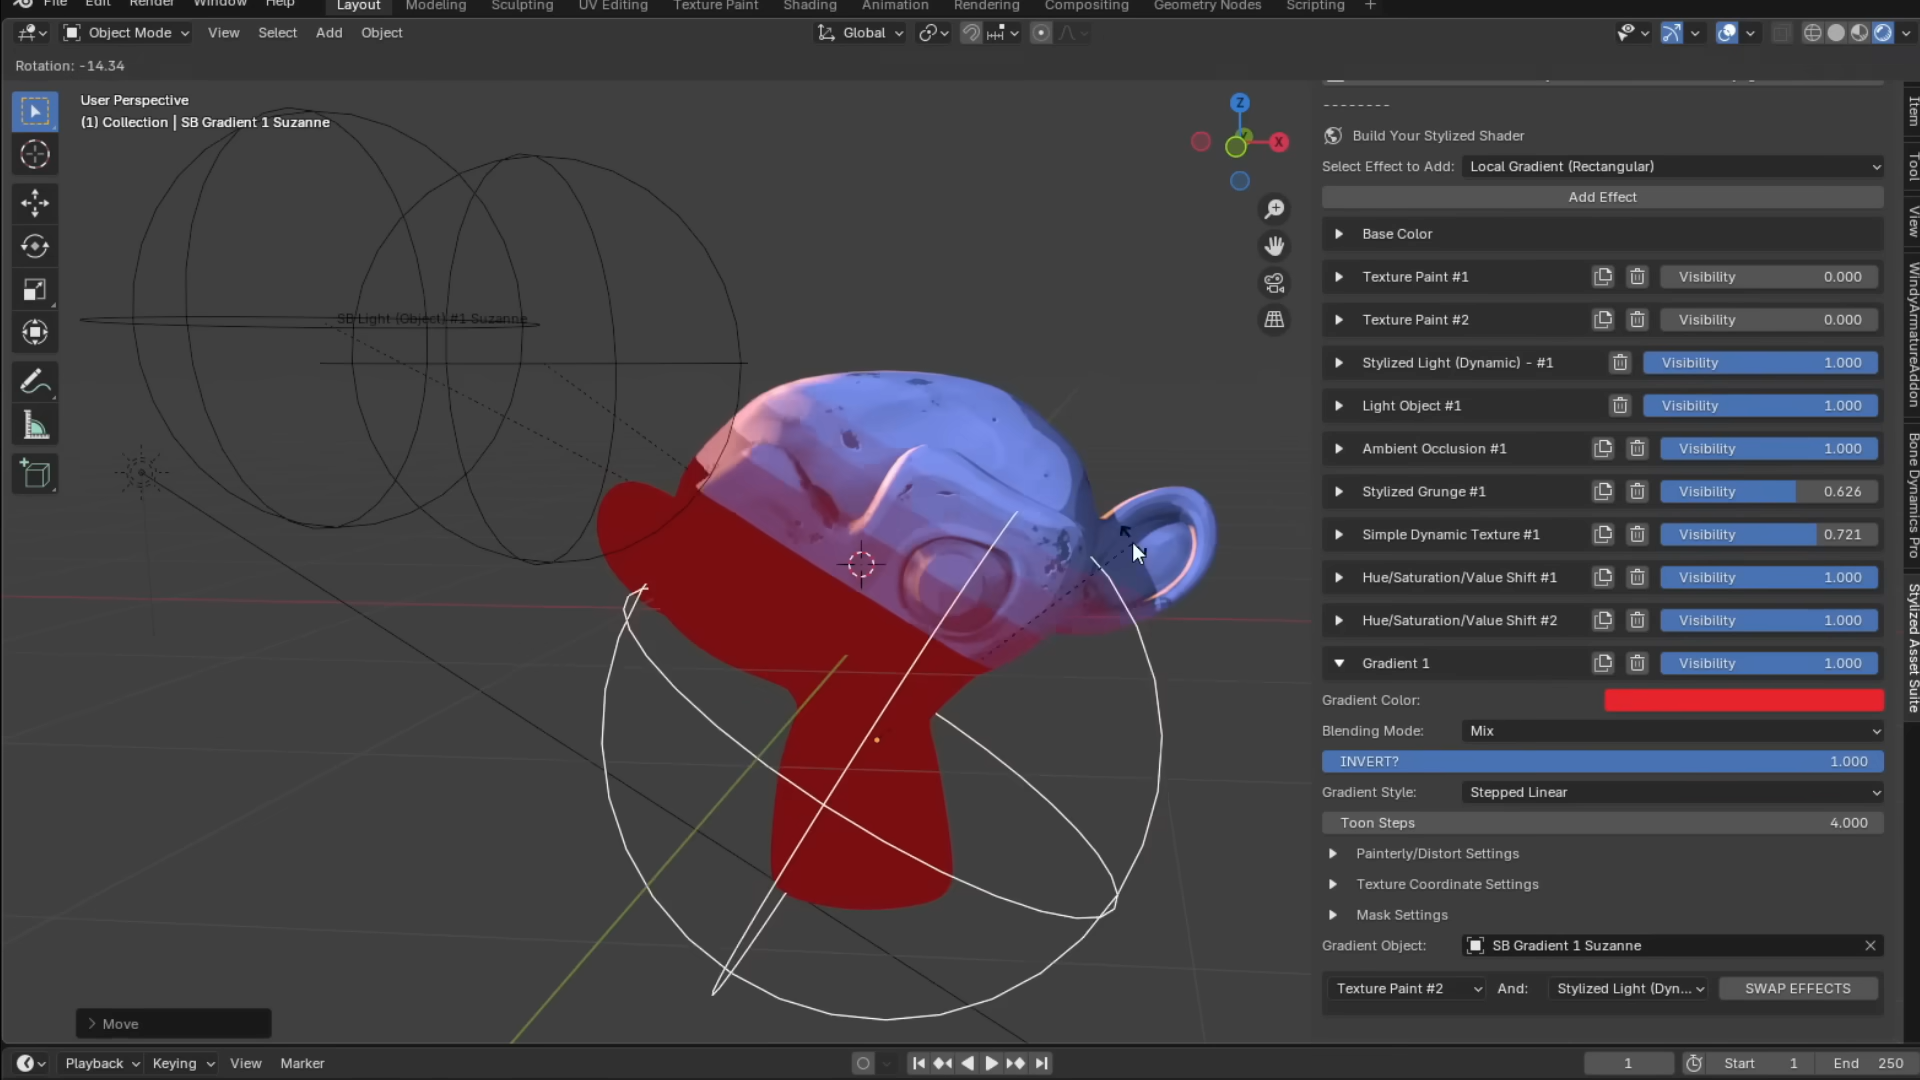 File Edit Render Window Help Layout Modeling Sculpting UV Editing Texture Paint Shading Animation Rendering Compositing Geometry Nodes Scripting +
Object Mode View Select Add Object Global
Rotation: -14.34
User Perspective
(1) Collection | SB Gradient 1 Suzanne
Z
X
SB Light (Object) #1 Suzanne
--------
Build Your Stylized Shader
Select Effect to Add: Local Gradient (Rectangular)
Add Effect
Base Color
Texture Paint #1 Visibility 0.000
Texture Paint #2 Visibility 0.000
Stylized Light (Dynamic) - #1 Visibility 1.000
Light Object #1 Visibility 1.000
Ambient Occlusion #1 Visibility 1.000
Stylized Grunge #1 Visibility 0.626
Simple Dynamic Texture #1 Visibility 0.721
Hue/Saturation/Value Shift #1 Visibility 1.000
Hue/Saturation/Value Shift #2 Visibility 1.000
Gradient 1 Visibility 1.000
Gradient Color:
Blending Mode: Mix
INVERT? 1.000
Gradient Style: Stepped Linear
Toon Steps 4.000
Painterly/Distort Settings
Texture Coordinate Settings
Mask Settings
Gradient Object: SB Gradient 1 Suzanne
Texture Paint #2 And: Stylized Light (Dyn... SWAP EFFECTS
Item
Tool
View
WindyArmatureAddon
Bone Dynamics Pro
Stylized Asset Suite
Move
Playback Keying View Marker 1 Start 1 End 250